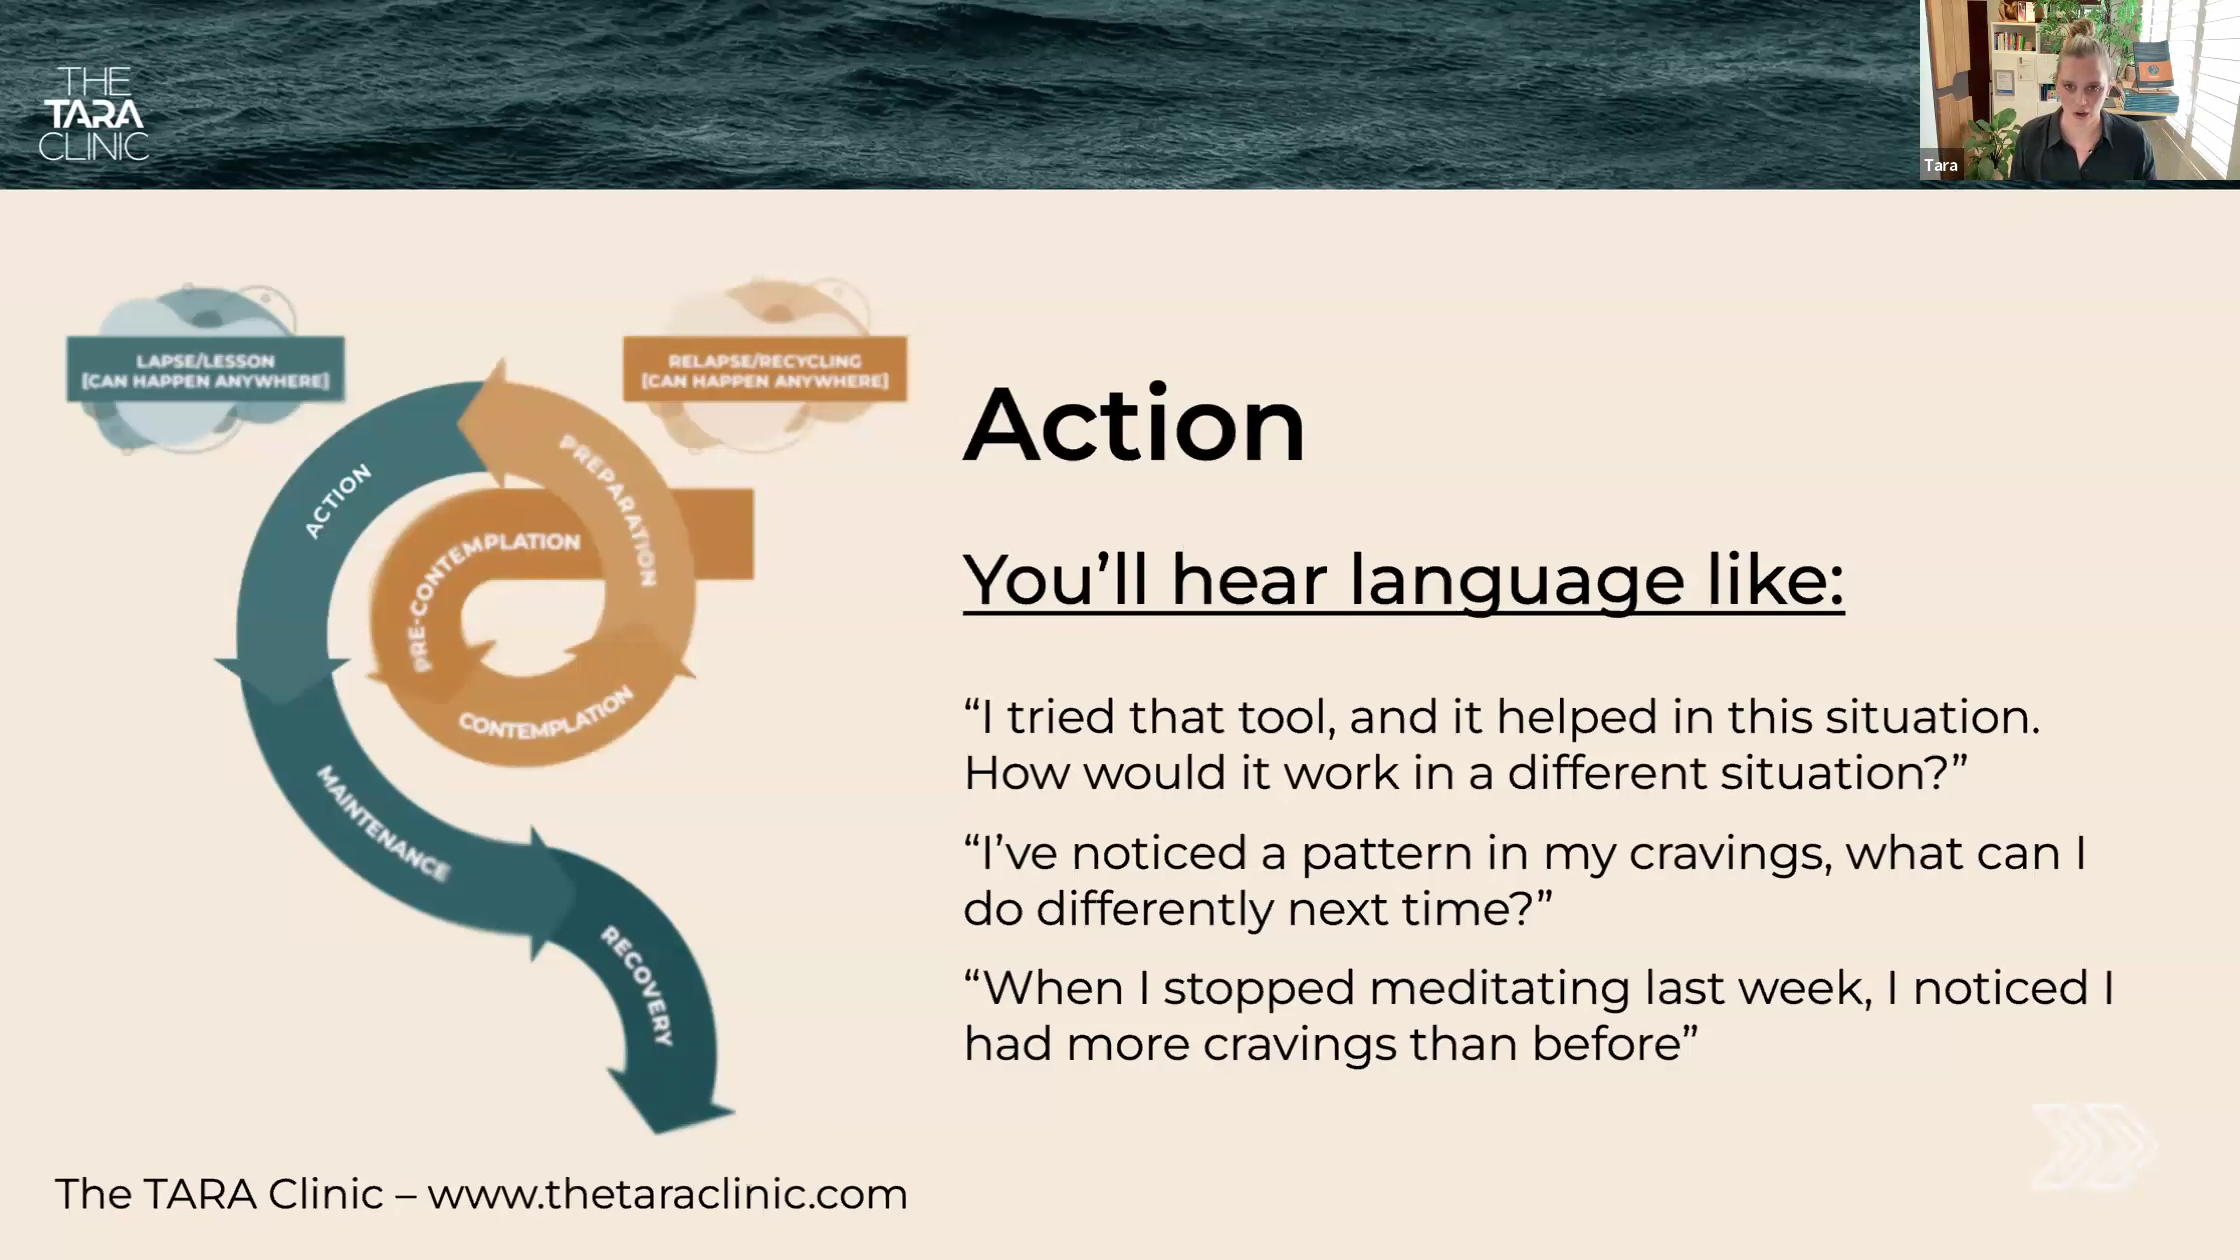 THE
TARA
CLINIC
Tara
LAPSE/LESSON
[CAN HAPPEN ANYWHERE]
RELAPSE/RECYCLING
[CAN HAPPEN ANYWHERE]
PRE-CONTEMPLATION
CONTEMPLATION
PREPARATION
ACTION
MAINTENANCE
RECOVERY
Action
You’ll hear language like:
“I tried that tool, and it helped in this situation.
How would it work in a different situation?”
“I’ve noticed a pattern in my cravings, what can I
do differently next time?”
“When I stopped meditating last week, I noticed I
had more cravings than before”
The TARA Clinic – www.thetaraclinic.com